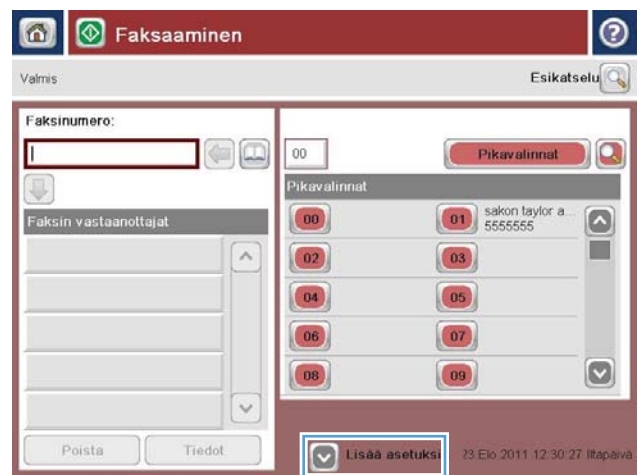 Faksaaminen
Valmis
Esikatselu
Faksinumero:
00
Pikavalinnat
Pikavalinnat
Faksin vastaanottajat
00
01
sakon taylor a...
5555555
02
03
04
05
06
07
08
09
Poista
Tiedot
Lisää asetuksi
23.Elo.2011 12:30:27 Iltapäivä